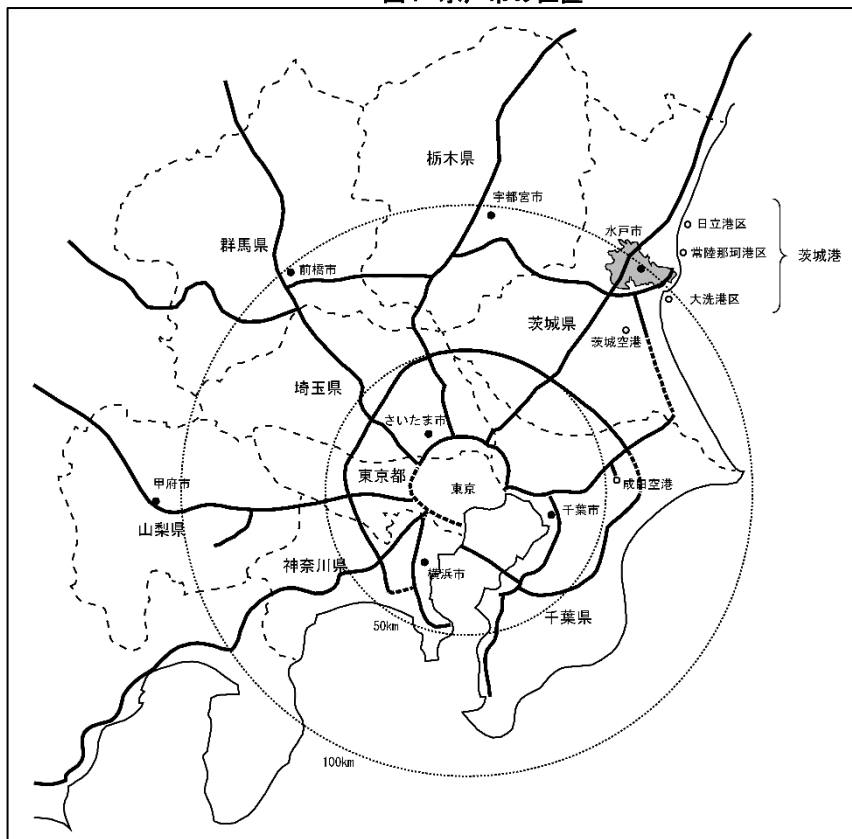 栃木県
宇都宮市
群馬県
前橋市
水戸市
日立港区
常陸那珂港区
茨城港
大洗港区
茨城県
茨城空港
埼玉県
さいたま市
東京都
東京
成田空港
甲府市
千葉市
山梨県
神奈川県
横浜市
千葉県
50km
100km